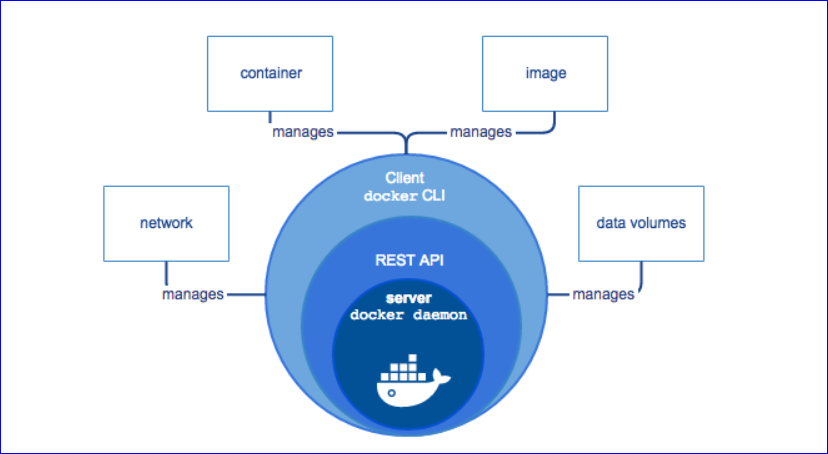 container
image
manages
manages
Client
docker CLI
network
data volumes
REST API
manages
server
manages
docker daemon